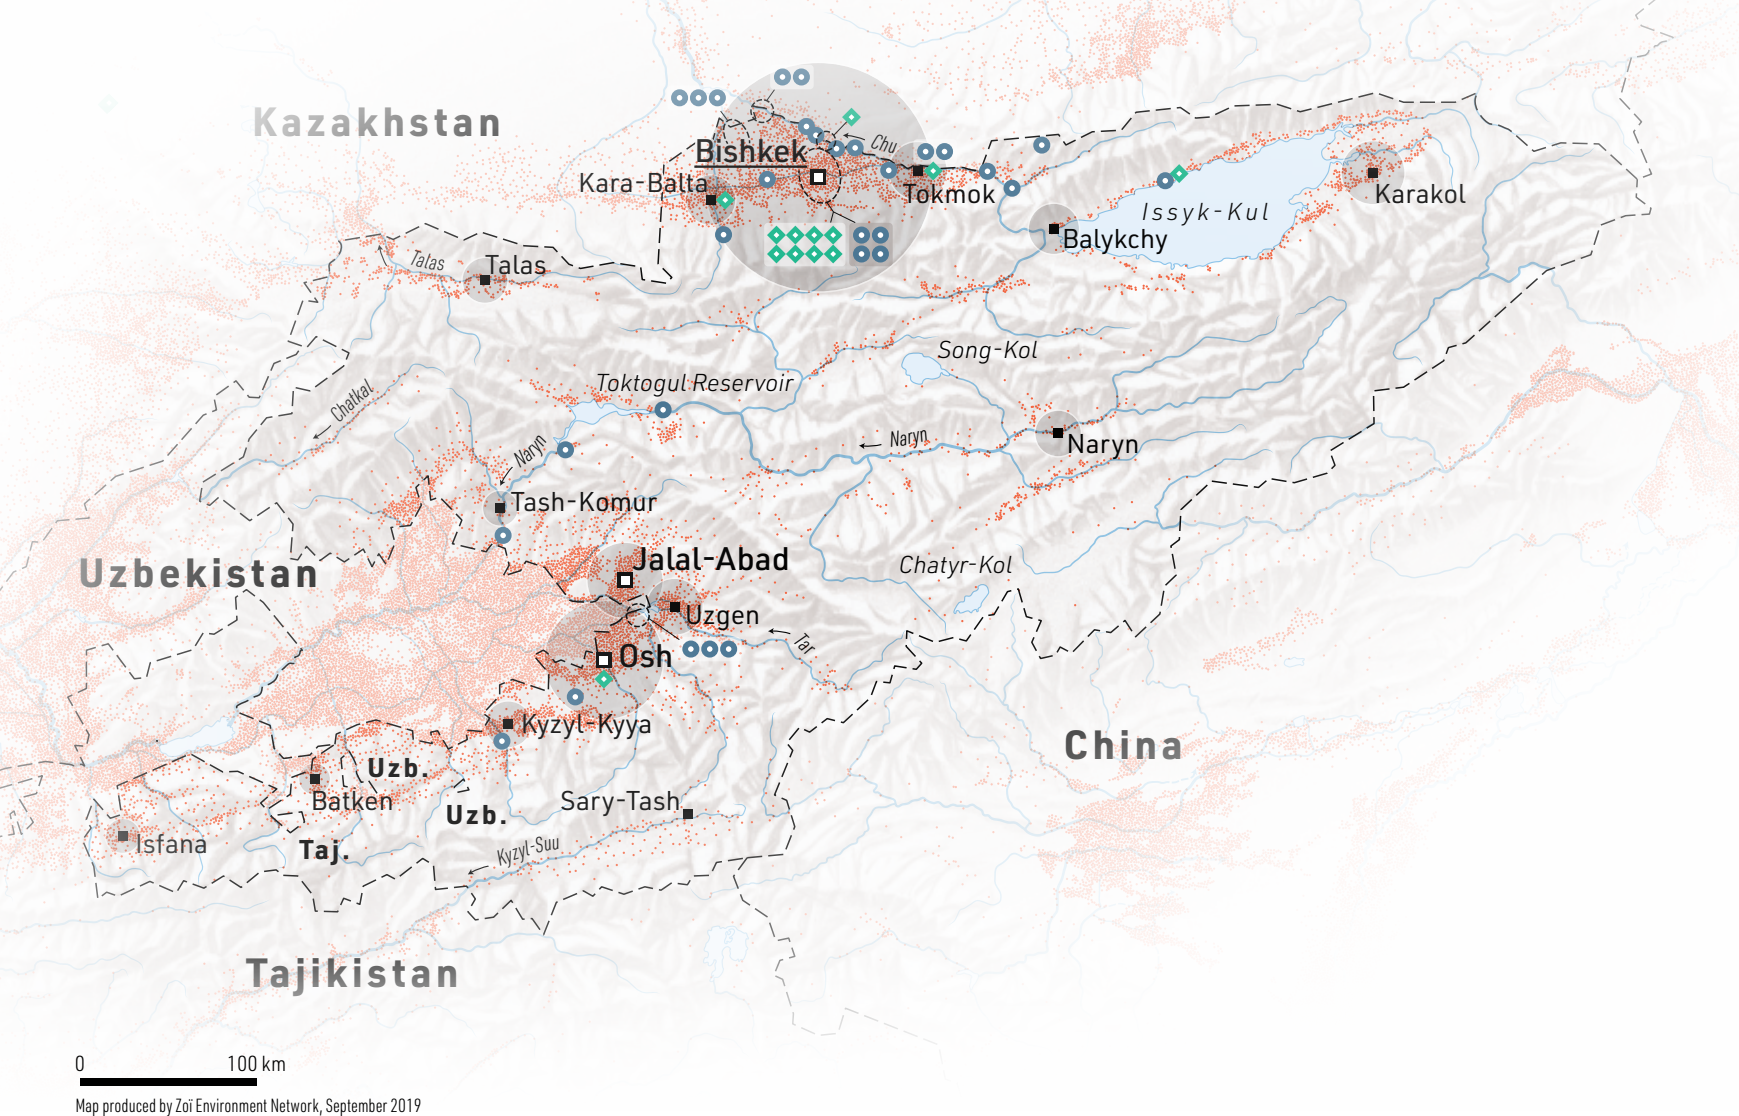 Kazakhstan
Chu
Bishkek
Kara-Balta
Tokmok
Karakol
Issyk-Kul
Balykchy
Talas
Talas
Song-Kol
Toktogul Reservoir
Chatkal
Naryn
Naryn
Naryn
Tash-Komur
Jalal-Abad
Chatyr-Kol
Uzbekistan
Uzgen
Tar
Osh
Kyzyl-Kyya
China
Uzb.
Batken
Sary-Tash
Uzb.
Isfana
Taj.
Kyzyl-Suu
Tajikistan
0 100 km
Map produced by Zoï Environment Network, September 2019